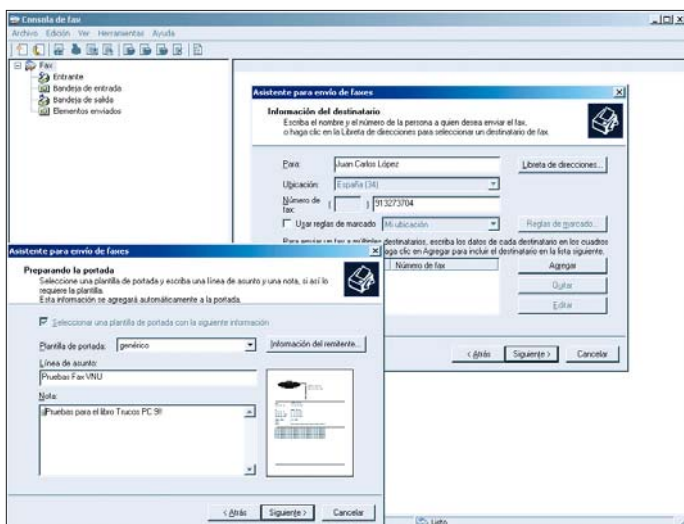 Consola de fax
Archivo Edición Ver Herramientas Ayuda
Fax
Entrante
Bandeja de entrada
Bandeja de salida
Elementos enviados
Asistente para envío de faxes
Información del destinatario
Escriba el nombre y el número de la persona a quien desea enviar el fax,
o haga clic en la Libreta de direcciones para seleccionar un destinatario de fax
Para:
Juan Carlos López
Libreta de direcciones...
Ubicación:
España (34)
Número de fax:
( ) 913273704
Usar reglas de marcado
Mi ubicación
Reglas de marcado...
Para enviar un fax a múltiples destinatarios, escriba los datos de cada destinatario en los cuadros
haga clic en Agregar para incluir el destinatario en la lista siguiente.
Número de fax
Agregar
Quitar
Editar
< Atrás
Siguiente >
Cancelar
Asistente para envío de faxes
Preparando la portada
Seleccione una plantilla de portada y escriba una línea de asunto y una nota, si así lo
requiere la plantilla.
Esta información se agregará automáticamente a la portada.
Seleccionar una plantilla de portada con la siguiente información
Plantilla de portada:
genérico
Información del remitente...
Línea de asunto:
Pruebas Fax VNU
Nota:
¡¡Pruebas para el libro Trucos PC 9!!
< Atrás
Siguiente >
Cancelar
Listo